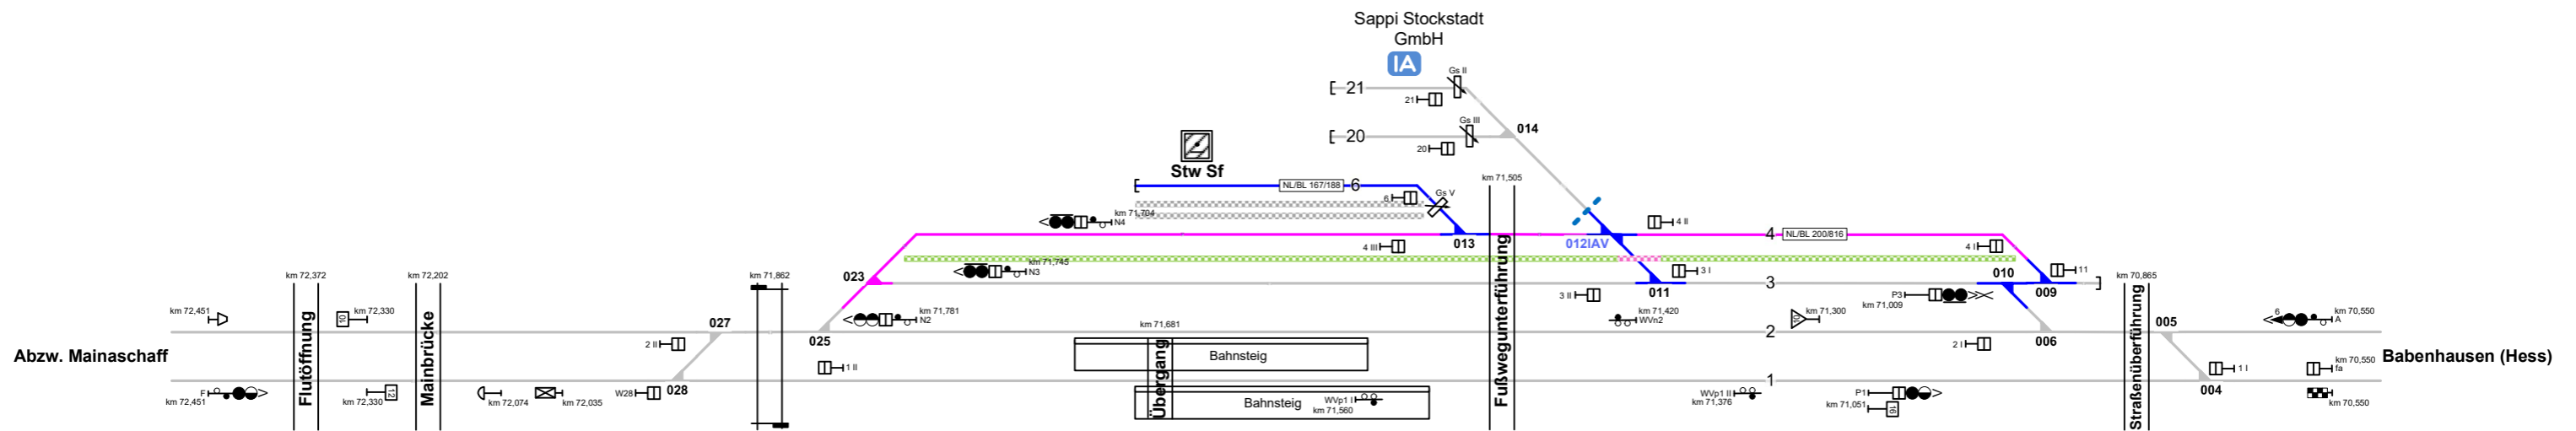 Sappi Stockstadt
GmbH
IA
Gs II
21
21
Gs III
20
20
014
Stw Sf
NL/BL 167/188
6
6
Gs V
km 71,505
km 71,704
N4
4 II
4 III
013
012IAV
4
NL/BL 200/816
4 I
km 72,372
km 72,202
km 71,862
023
km 71,745
N3
3 I
010
11
km 70,865
3
3 II
011
P3
km 71,009
009
km 72,451
km 72,330
10
027
km 71,781
N2
km 71,681
km 71,420
WVn2
km 71,300
10
005
6
km 70,550
A
2
2 II
025
2 I
006
Abzw. Mainaschaff
Flutöffnung
Mainbrücke
Übergang
Bahnsteig
Fußwegunterführung
Straßenüberführung
Babenhausen (Hess)
1 II
1 I
km 70,550
fa
1
F
km 72,451
km 72,330
12
km 72,074
km 72,035
W28
028
Bahnsteig
WVp1 I
km 71,560
WVp1 II
km 71,376
P1
km 71,051
16
004
km 70,550